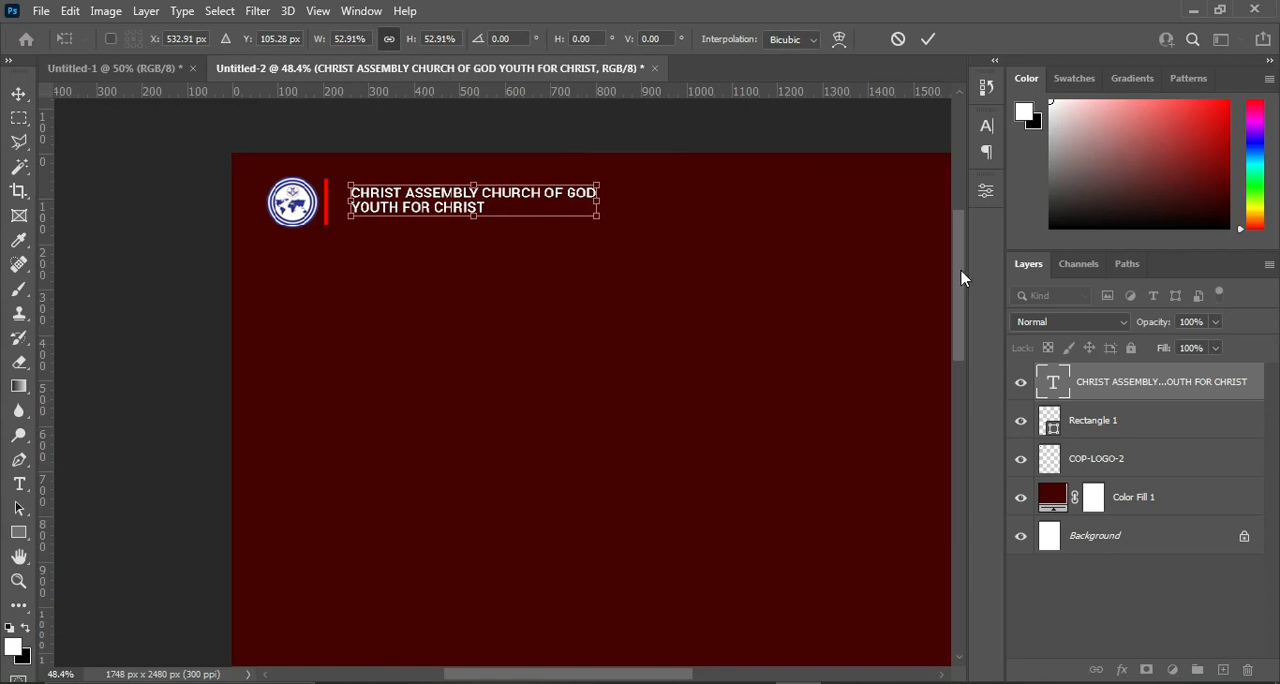 Ps File Edit Image Layer Type Select Filter 3D View Window Help
X: 532.91 px Y: 105.28 px W: 52.91% H: 52.91% 0.00 ° H: 0.00 ° V: 0.00 ° Interpolation: Bicubic
Untitled-1 @ 50% (RGB/8) * × Untitled-2 @ 48.4% (CHRIST ASSEMBLY CHURCH OF GOD YOUTH FOR CHRIST, RGB/8) * ×
400 300 200 100 0 100 200 300 400 500 600 700 800 900 1000 1100 1200 1300 1400 1500
CHRIST ASSEMBLY CHURCH OF GOD
YOUTH FOR CHRIST
Color Swatches Gradients Patterns
Layers Channels Paths
Kind
Normal Opacity: 100%
Lock: Fill: 100%
T CHRIST ASSEMBLY...OUTH FOR CHRIST
Rectangle 1
COP-LOGO-2
Color Fill 1
Background
48.4% 1748 px x 2480 px (300 ppi)